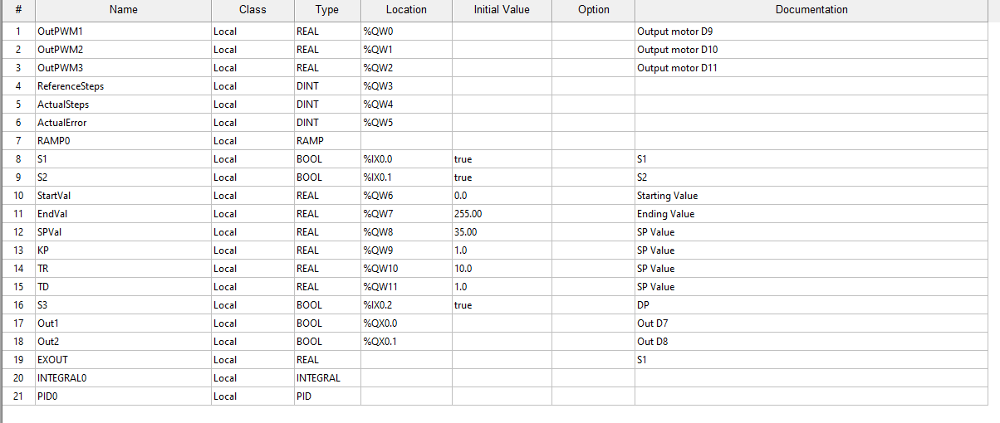 # Name Class Type Location Initial Value Option Documentation
1 OutPWM1 Local REAL %QW0 Output motor D9
2 OutPWM2 Local REAL %QW1 Output motor D10
3 OutPWM3 Local REAL %QW2 Output motor D11
4 ReferenceSteps Local DINT %QW3
5 ActualSteps Local DINT %QW4
6 ActualError Local DINT %QW5
7 RAMP0 Local RAMP
8 S1 Local BOOL %IX0.0 true S1
9 S2 Local BOOL %IX0.1 true S2
10 StartVal Local REAL %QW6 0.0 Starting Value
11 EndVal Local REAL %QW7 255.00 Ending Value
12 SPVal Local REAL %QW8 35.00 SP Value
13 KP Local REAL %QW9 1.0 SP Value
14 TR Local REAL %QW10 10.0 SP Value
15 TD Local REAL %QW11 1.0 SP Value
16 S3 Local BOOL %IX0.2 true DP
17 Out1 Local BOOL %QX0.0 Out D7
18 Out2 Local BOOL %QX0.1 Out D8
19 EXOUT Local REAL S1
20 INTEGRAL0 Local INTEGRAL
21 PID0 Local PID